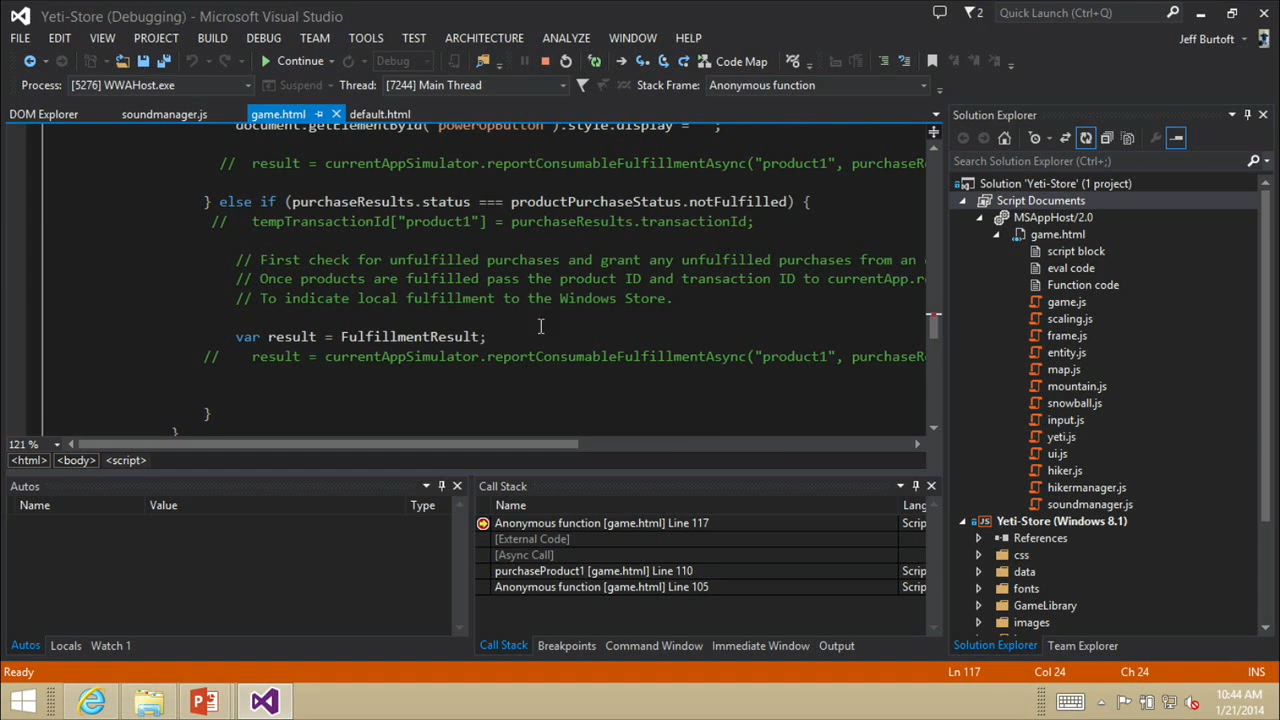 Yeti-Store (Debugging) - Microsoft Visual Studio
2
Quick Launch (Ctrl+Q)
FILE EDIT VIEW PROJECT BUILD DEBUG TEAM TOOLS TEST ARCHITECTURE ANALYZE WINDOW HELP
Jeff Burtoft
Continue Debug Code Map
Process: [5276] WWAHost.exe Suspend Thread: [7244] Main Thread Stack Frame: Anonymous function
DOM Explorer soundmanager.js game.html default.html
document.getElementById("powerUpButton").style.display = "";
// result = currentAppSimulator.reportConsumableFulfillmentAsync("product1", purchaseRe
} else if (purchaseResults.status === productPurchaseStatus.notFulfilled) {
// tempTransactionId["product1"] = purchaseResults.transactionId;
// First check for unfulfilled purchases and grant any unfulfilled purchases from an
// Once products are fulfilled pass the product ID and transaction ID to currentApp.re
// To indicate local fulfillment to the Windows Store.
var result = FulfillmentResult;
// result = currentAppSimulator.reportConsumableFulfillmentAsync("product1", purchaseRe
}
}
121 %
<html> <body> <script>
Autos
Name Value Type
Autos Locals Watch 1
Call Stack
Name Lang
Anonymous function [game.html] Line 117 Scrip
[External Code]
[Async Call]
purchaseProduct1 [game.html] Line 110 Scrip
Anonymous function [game.html] Line 105 Scrip
Call Stack Breakpoints Command Window Immediate Window Output
Solution Explorer
Search Solution Explorer (Ctrl+;)
Solution 'Yeti-Store' (1 project)
Script Documents
MSAppHost/2.0
game.html
script block
eval code
Function code
game.js
scaling.js
frame.js
entity.js
map.js
mountain.js
snowball.js
input.js
yeti.js
ui.js
hiker.js
hikermanager.js
soundmanager.js
JS Yeti-Store (Windows 8.1)
References
css
data
fonts
GameLibrary
images
Solution Explorer Team Explorer
Ready Ln 117 Col 24 Ch 24 INS
10:44 AM
1/21/2014